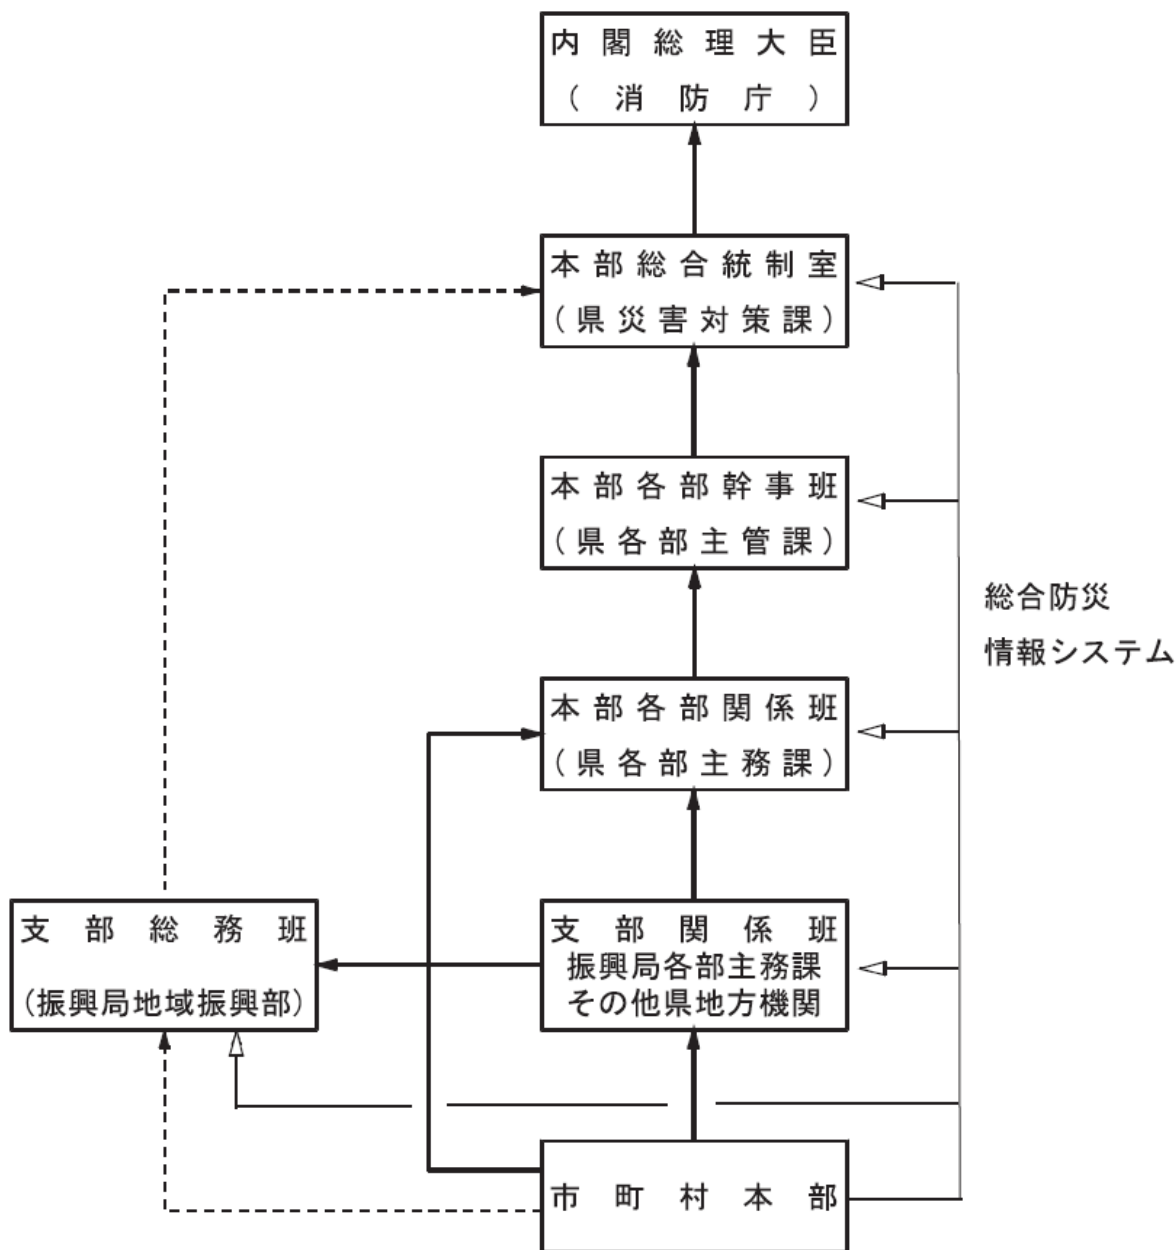 内閣総理大臣
(消防庁)
本部総合統制室
(県災害対策課)
本部各部幹事班
(県各部主管課)
総合防災
情報システム
本部各部関係班
(県各部主務課)
支部総務班
(振興局地域振興部)
支部関係班
振興局各部主務課
その他県地方機関
市町村本部